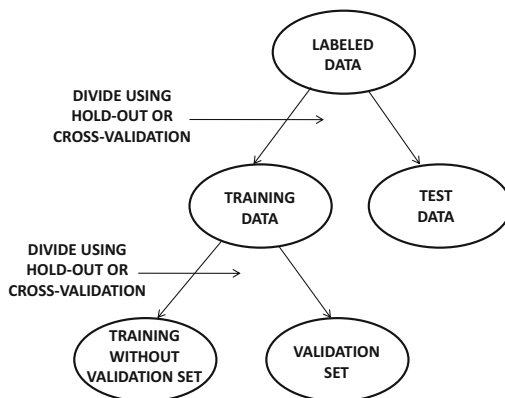 LABELED
DATA
DIVIDE USING
HOLD-OUT OR
CROSS-VALIDATION
TRAINING
DATA
TEST
DATA
DIVIDE USING
HOLD-OUT OR
CROSS-VALIDATION
TRAINING
WITHOUT
VALIDATION SET
VALIDATION
SET